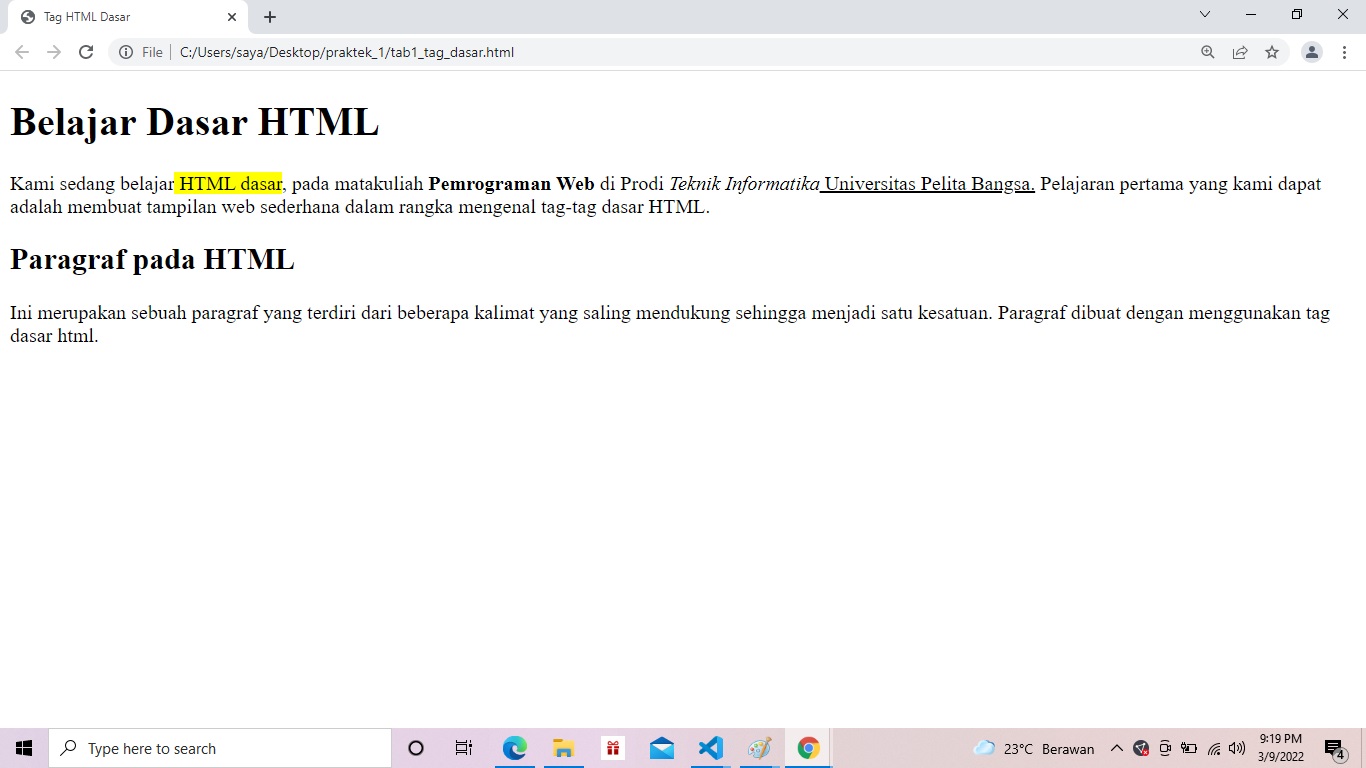 Tag HTML Dasar
File
C:/Users/saya/Desktop/praktek_1/tab1_tag_dasar.html
Belajar Dasar HTML
Kami sedang belajar HTML dasar, pada matakuliah Pemrograman Web di Prodi Teknik Informatika Universitas Pelita Bangsa. Pelajaran pertama yang kami dapat
adalah membuat tampilan web sederhana dalam rangka mengenal tag-tag dasar HTML.
Paragraf pada HTML
Ini merupakan sebuah paragraf yang terdiri dari beberapa kalimat yang saling mendukung sehingga menjadi satu kesatuan. Paragraf dibuat dengan menggunakan tag
dasar html.
Type here to search
23°C Berawan
9:19 PM
3/9/2022
4